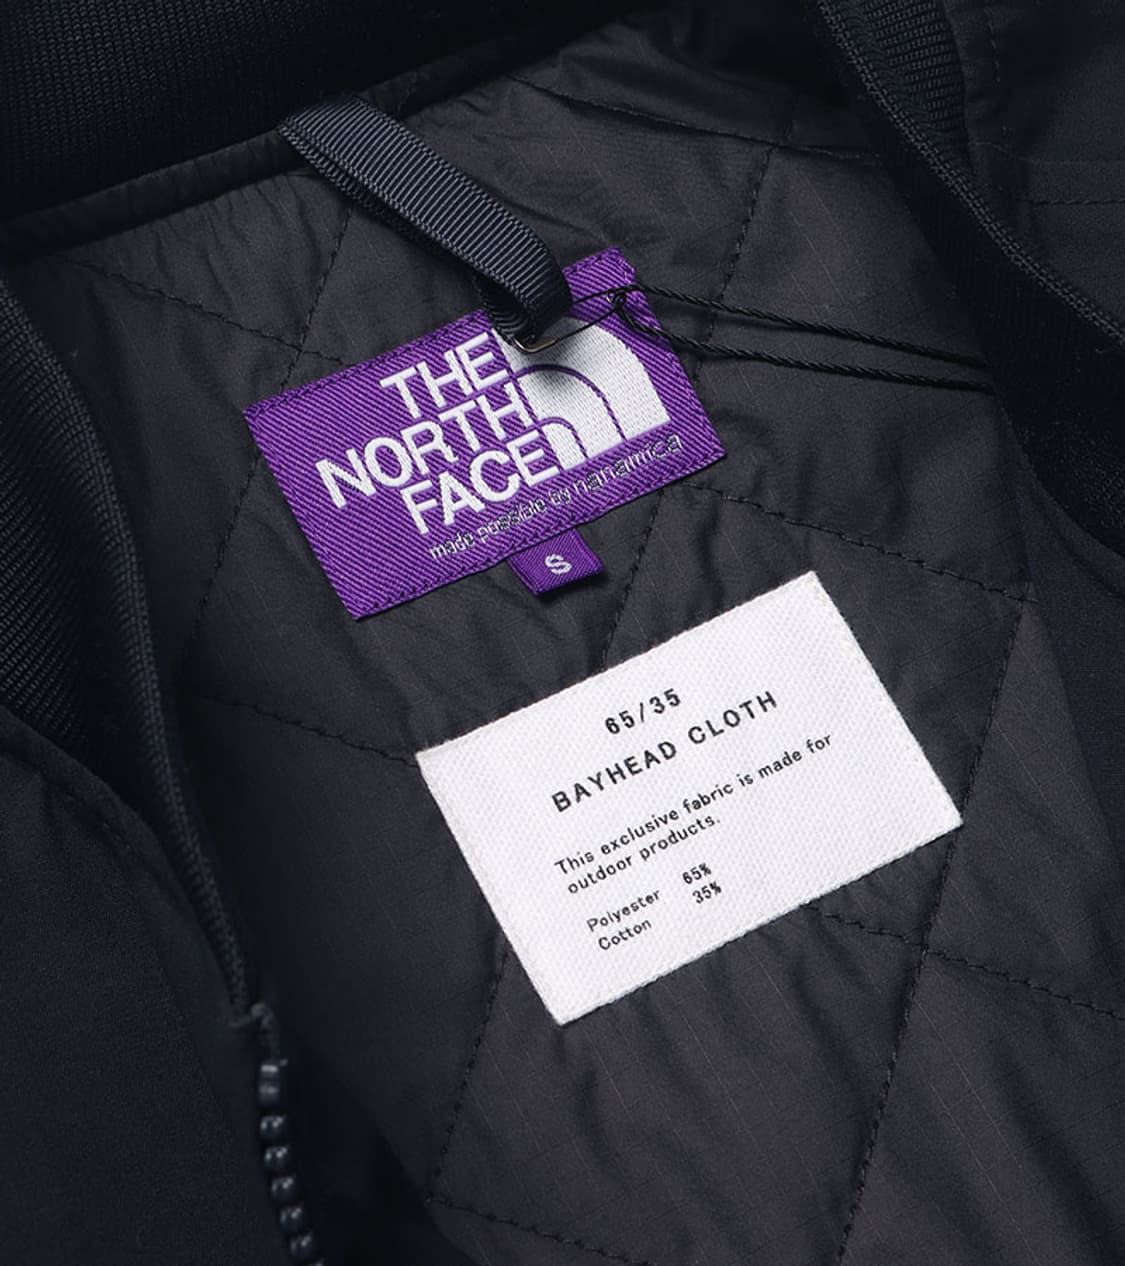 THE
NORTH
FACE
made possible by nanamica
S
65/35
BAYHEAD CLOTH
This exclusive fabric is made for
outdoor products.
Polyester 65%
Cotton 35%